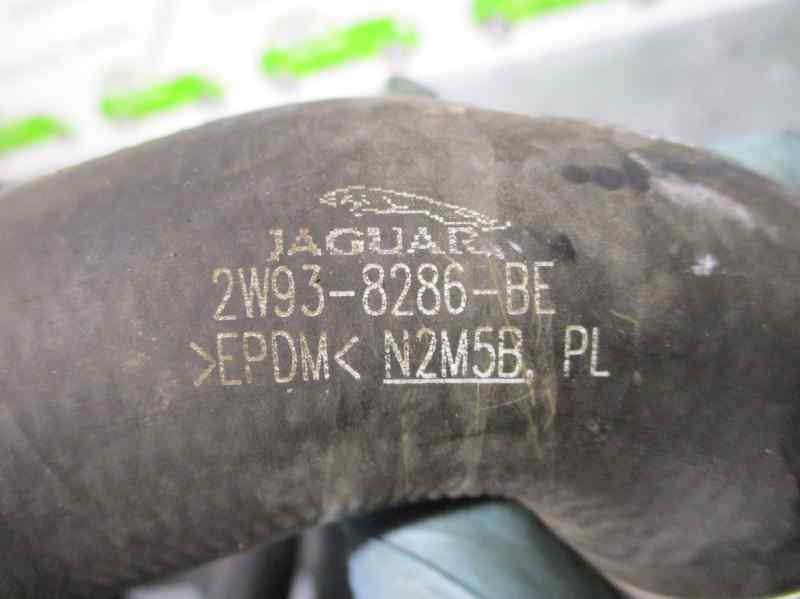 JAGUAR
2W93-8286-BE
>EPDM< N2M5B. PL